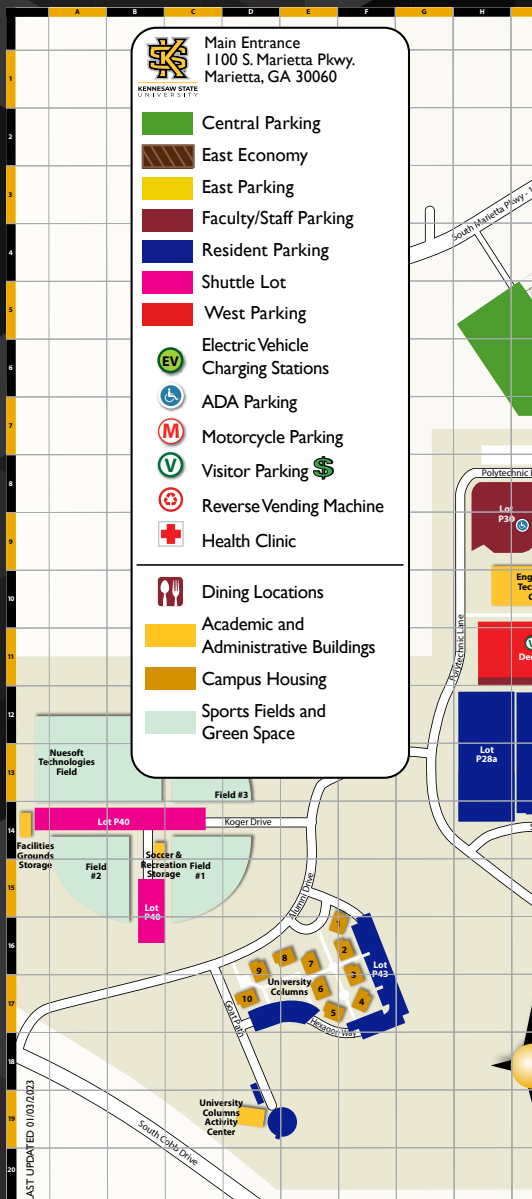 A B C D E F G H
1
2
3
4
5
6
7
8
9
10
11
12
13
14
15
16
17
18
19
20
KENNESAW STATE
UNIVERSITY
Main Entrance
1100 S. Marietta Pkwy.
Marietta, GA 30060
Central Parking
East Economy
East Parking
Faculty/Staff Parking
Resident Parking
Shuttle Lot
West Parking
EV
Electric Vehicle
Charging Stations
ADA Parking
M
Motorcycle Parking
V
Visitor Parking $
Reverse Vending Machine
Health Clinic
Dining Locations
Academic and
Administrative Buildings
Campus Housing
Sports Fields and
Green Space
South Marietta Pkwy - 1
Polytechnic
Lot
P30
Polytechnic Lane
Lot
P28a
Nuesoft
Technologies
Field
Field #3
Lot P40
Koger Drive
Facilities
Grounds
Storage
Field
#2
Soccer &
Recreation
Storage
Field
#1
Lot
P40
Alumni Drive
1
2
3
4
5
6
7
8
9
10
University
Columns
Lot
P43
Hexagon Way
Goat Path
University
Columns
Activity
Center
South Cobb Drive
AST UPDATED 01/03/2023